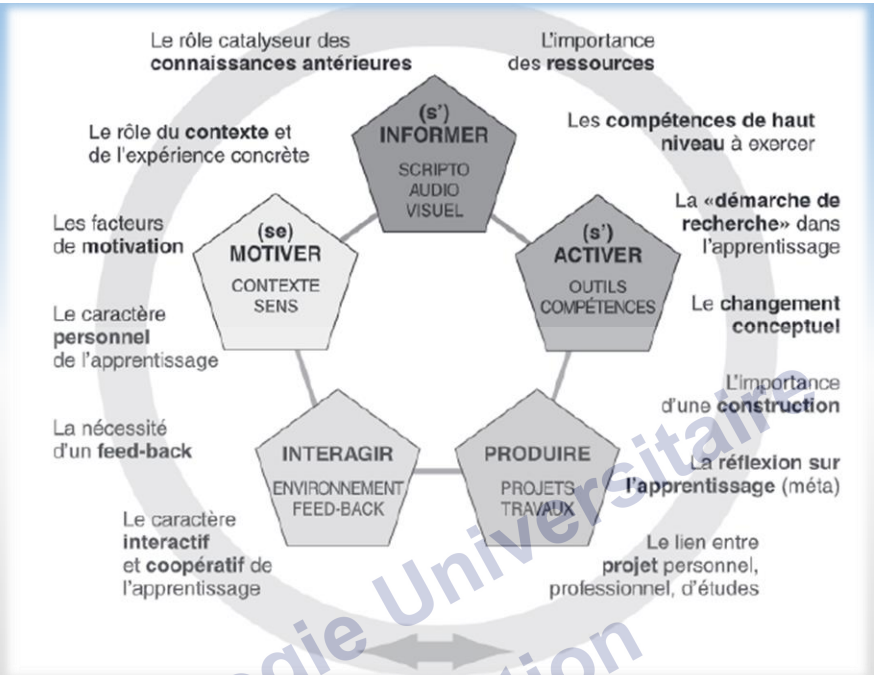 Le rôle catalyseur des
connaissances antérieures
L'importance
des ressources
Le rôle du contexte et
de l'expérience concrète
(s')
INFORMER
SCRIPTO
AUDIO
VISUEL
Les compétences de haut
niveau à exercer
Les facteurs
de motivation
(se)
MOTIVER
CONTEXTE
SENS
(s')
ACTIVER
OUTILS
COMPÉTENCES
La «démarche de
recherche» dans
l'apprentissage
Le caractère
personnel
de l'apprentissage
Le changement
conceptuel
L'importance
d'une construction
La nécessité
d'un feed-back
INTERAGIR
ENVIRONNEMENT
FEED-BACK
PRODUIRE
PROJETS
TRAVAUX
La réflexion sur
l'apprentissage (méta)
Le caractère
interactif
et coopératif de
l'apprentissage
Le lien entre
projet personnel,
professionnel, d'études
Universitaire